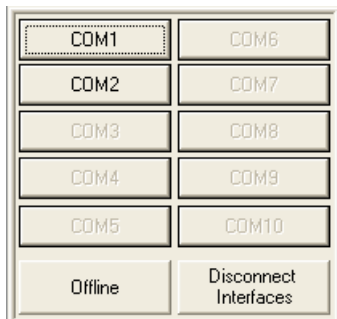 COM1 COM6
COM2 COM7
COM3 COM8
COM4 COM9
COM5 COM10
Offline
Disconnect
Interfaces